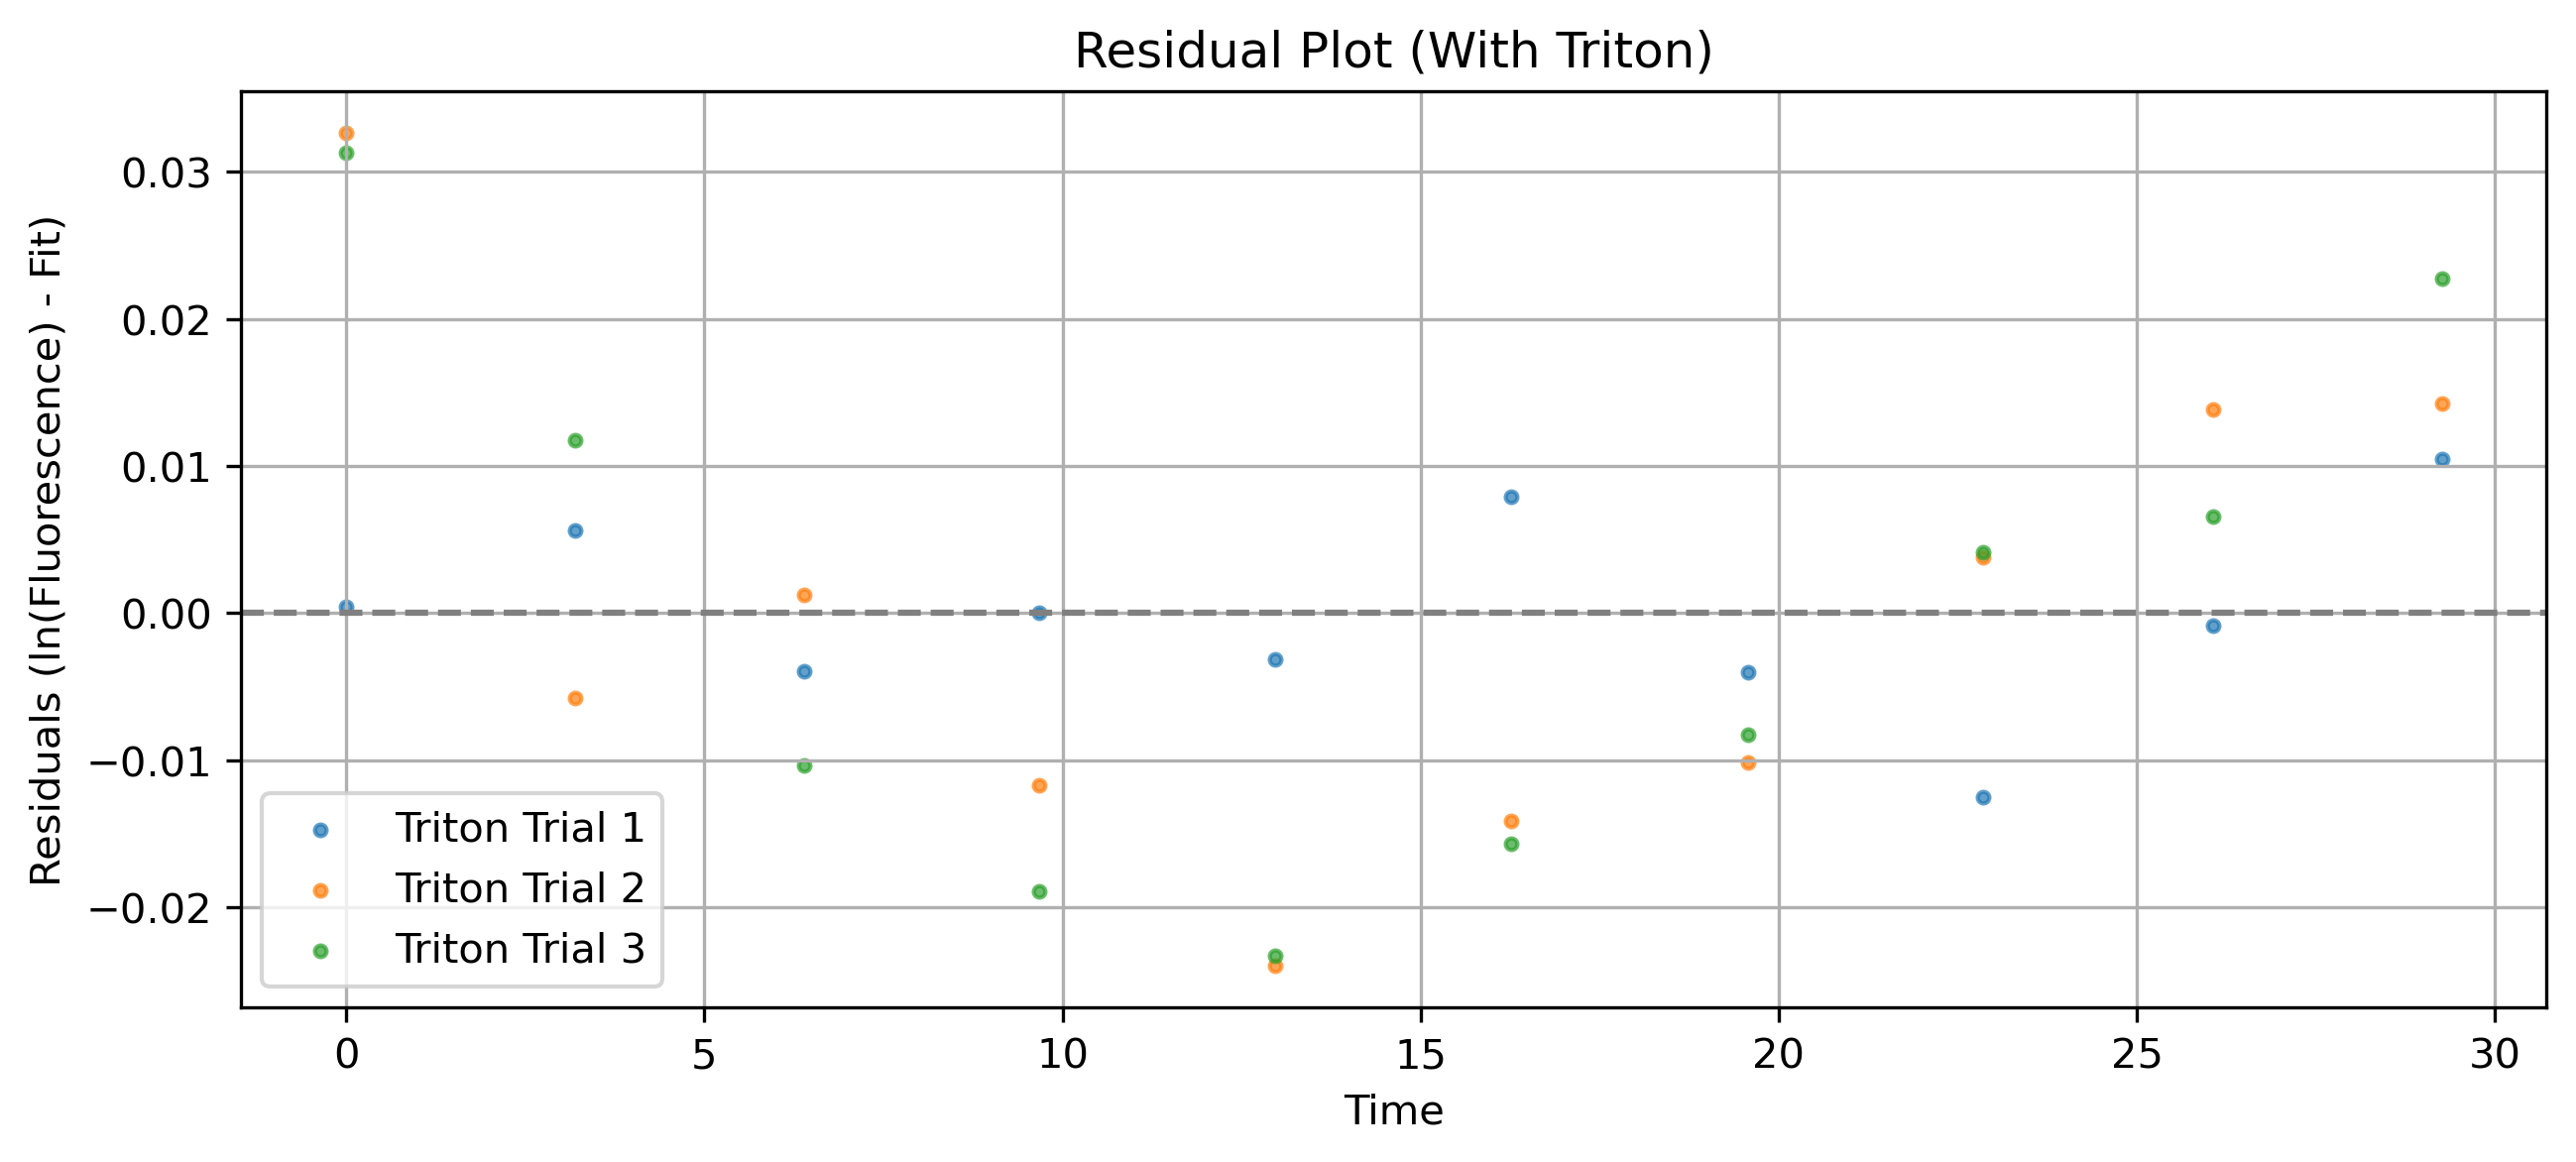 Residual Plot (With Triton)
Residuals (ln(Fluorescence) - Fit)
0.03
0.02
0.01
0.00
−0.01
−0.02
Triton Trial 1
Triton Trial 2
Triton Trial 3
0 5 10 15 20 25 30
Time